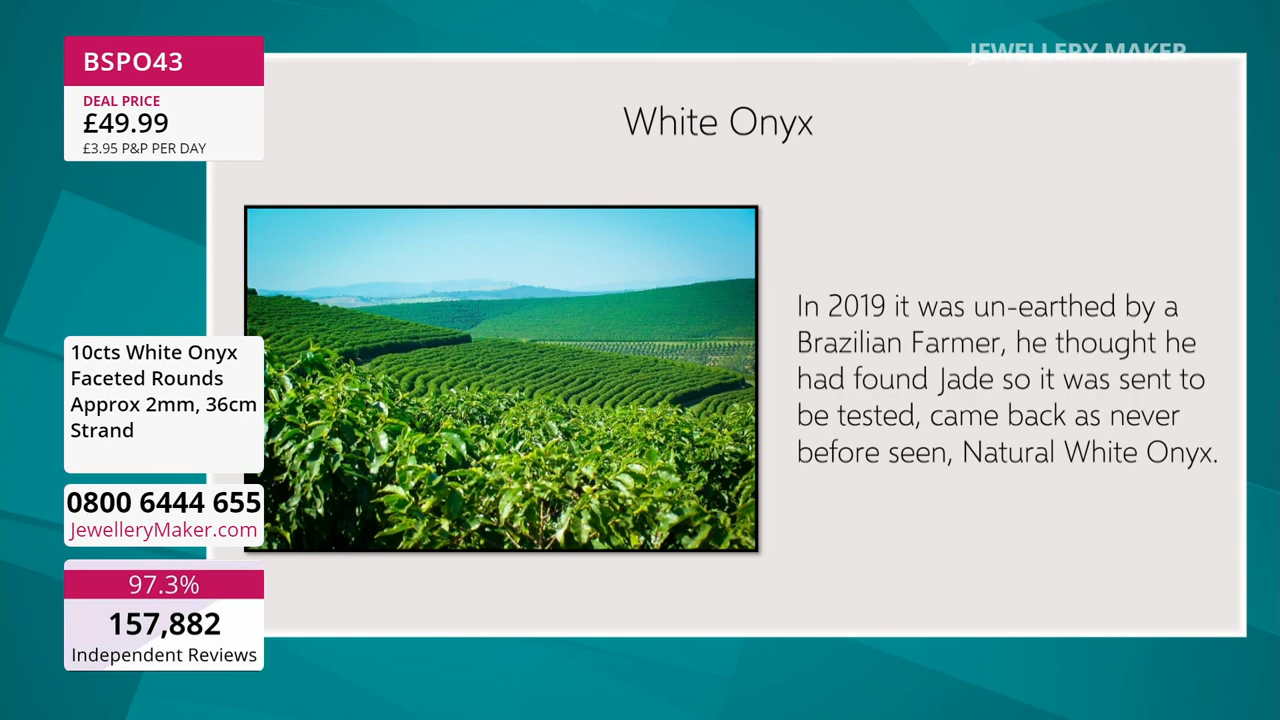 BSPO43
DEAL PRICE
£49.99
£3.95 P&P PER DAY
JEWELLERY MAKER
White Onyx
In 2019 it was un-earthed by a
Brazilian Farmer, he thought he
had found Jade so it was sent to
be tested, came back as never
before seen, Natural White Onyx.
10cts White Onyx
Faceted Rounds
Approx 2mm, 36cm
Strand
0800 6444 655
JewelleryMaker.com
97.3%
157,882
Independent Reviews